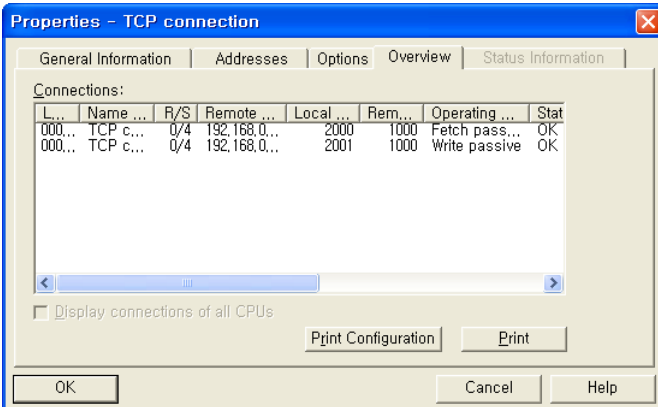 Properties - TCP connection
General Information Addresses Options Overview Status Information
Connections:
L... Name ... R/S Remote ... Local ... Rem... Operating ... Stat
000... TCP c... 0/4 192,168,0... 2000 1000 Fetch pass... OK
000... TCP c... 0/4 192,168,0... 2001 1000 Write passive OK
Display connections of all CPUs
Print Configuration Print
OK Cancel Help